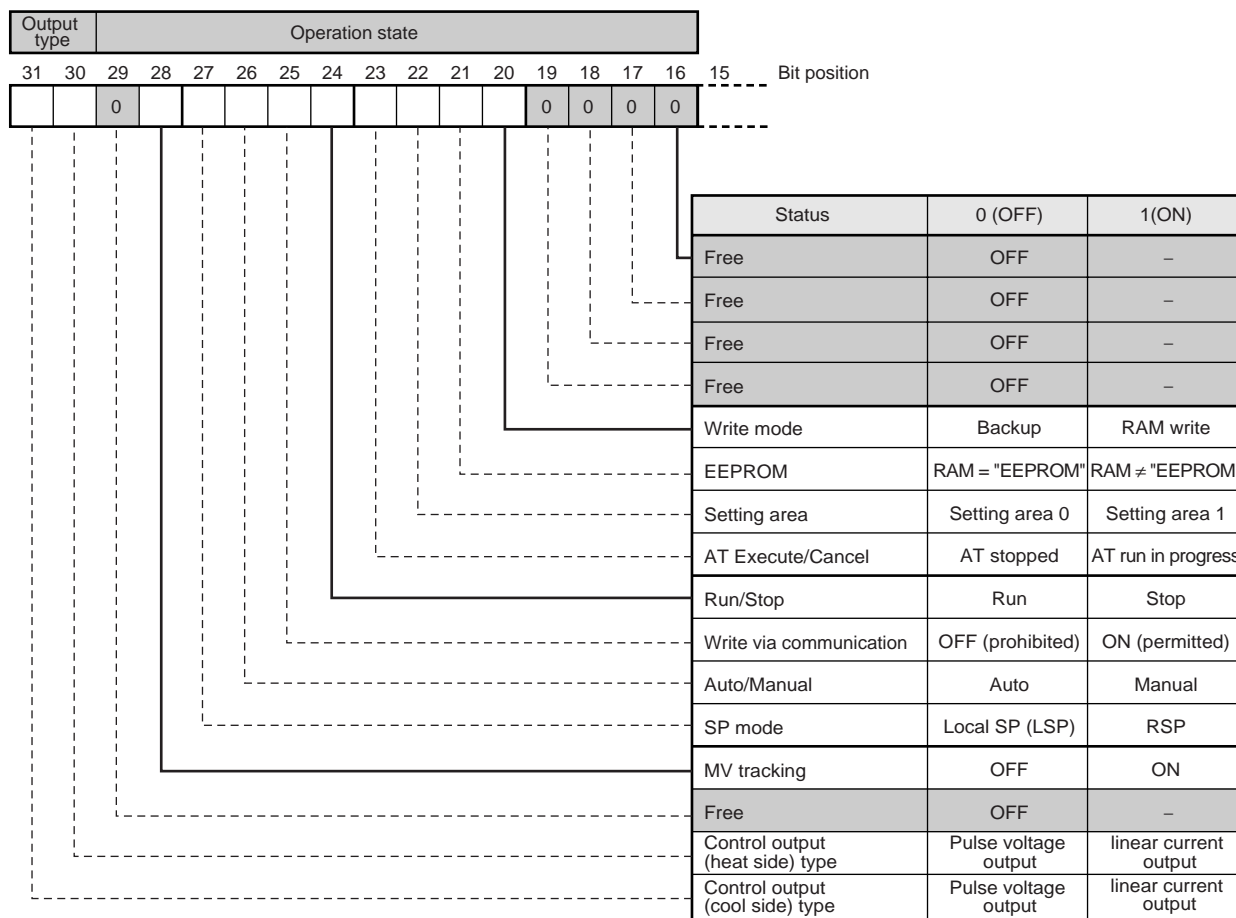 Output type Operation state
31 30 29 28 27 26 25 24 23 22 21 20 19 18 17 16 15 Bit position
0 0 0 0 0
Status 0 (OFF) 1(ON)
Free OFF –
Free OFF –
Free OFF –
Free OFF –
Write mode Backup RAM write
EEPROM RAM = "EEPROM" RAM ≠ "EEPROM
Setting area Setting area 0 Setting area 1
AT Execute/Cancel AT stopped AT run in progress
Run/Stop Run Stop
Write via communication OFF (prohibited) ON (permitted)
Auto/Manual Auto Manual
SP mode Local SP (LSP) RSP
MV tracking OFF ON
Free OFF –
Control output (heat side) type Pulse voltage output linear current output
Control output (cool side) type Pulse voltage output linear current output